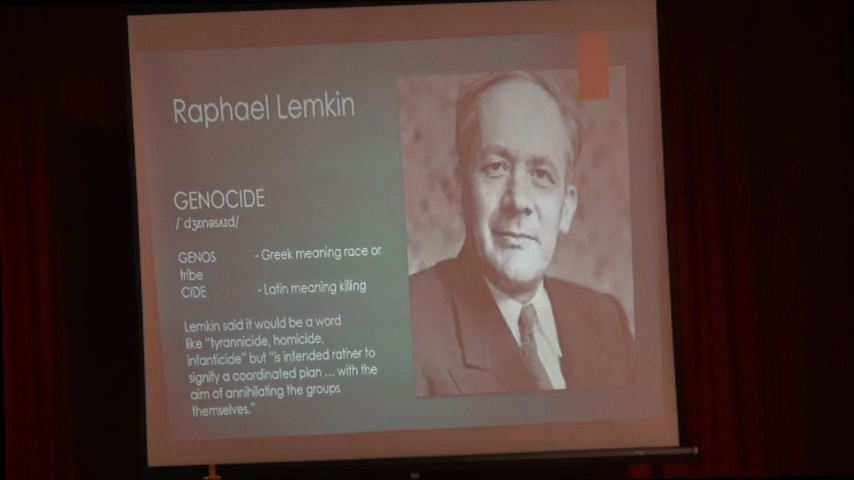 Raphael Lemkin
GENOCIDE
/ˈdʒɛnəsʌɪd/
GENOS - Greek meaning race or
tribe
CIDE - Latin meaning killing
Lemkin said it would be a word
like "tyrannicide, homicide,
infanticide" but "is intended rather to
signify a coordinated plan ... with the
aim of annihilating the groups
themselves."